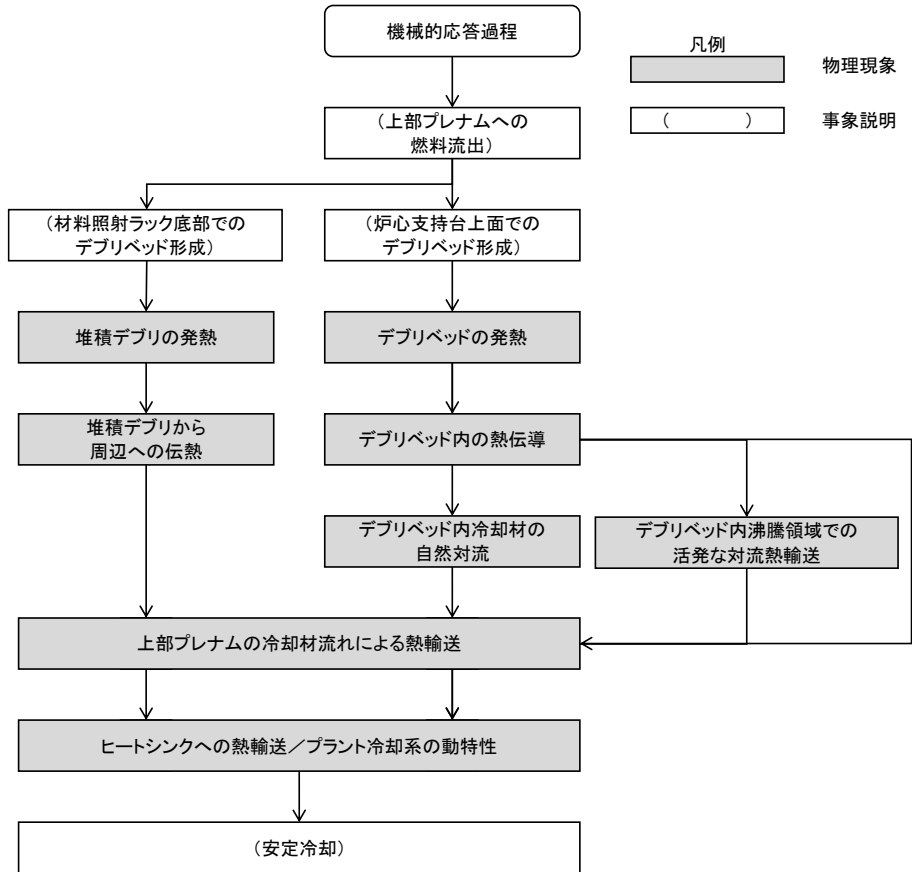 機械的応答過程
凡例
物理現象
(上部プレナムへの
燃料流出)
(　　　　　)
事象説明
(材料照射ラック底部での
デブリベッド形成)
(炉心支持台上面での
デブリベッド形成)
堆積デブリの発熱
デブリベッドの発熱
堆積デブリから
周辺への伝熱
デブリベッド内の熱伝導
デブリベッド内冷却材の
自然対流
デブリベッド内沸騰領域での
活発な対流熱輸送
上部プレナムの冷却材流れによる熱輸送
ヒートシンクへの熱輸送／プラント冷却系の動特性
(安定冷却)